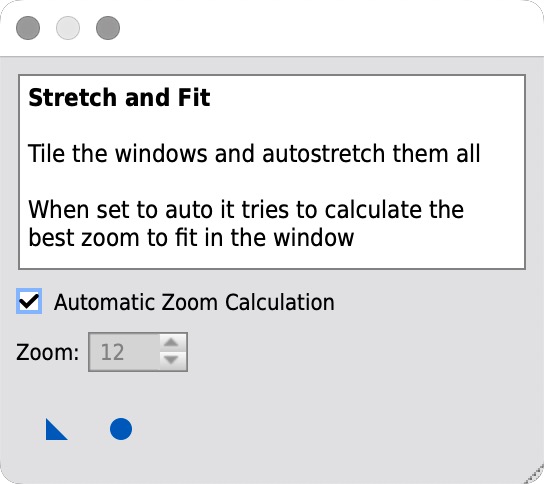 Stretch and Fit
Tile the windows and autostretch them all
When set to auto it tries to calculate the
best zoom to fit in the window
Automatic Zoom Calculation
Zoom: 12